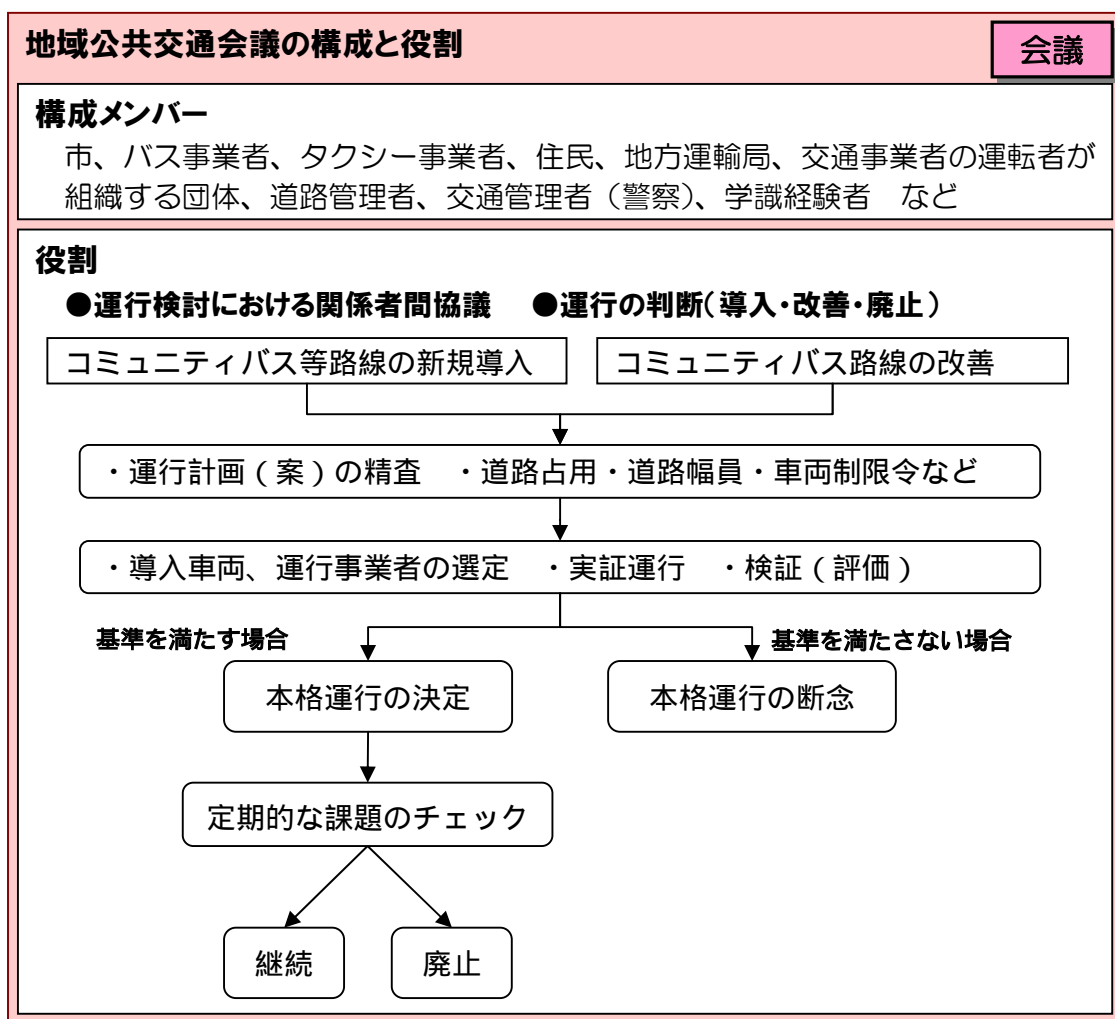 地域公共交通会議の構成と役割
会議
構成メンバー
市、バス事業者、タクシー事業者、住民、地方運輸局、交通事業者の運転者が
組織する団体、道路管理者、交通管理者（警察）、学識経験者　など
役割
●運行検討における関係者間協議　●運行の判断（導入・改善・廃止）
コミュニティバス等路線の新規導入
コミュニティバス路線の改善
・運行計画（案）の精査　・道路占用・道路幅員・車両制限令など
・導入車両、運行事業者の選定　・実証運行　・検証（評価）
基準を満たす場合
基準を満たさない場合
本格運行の決定
本格運行の断念
定期的な課題のチェック
継続
廃止